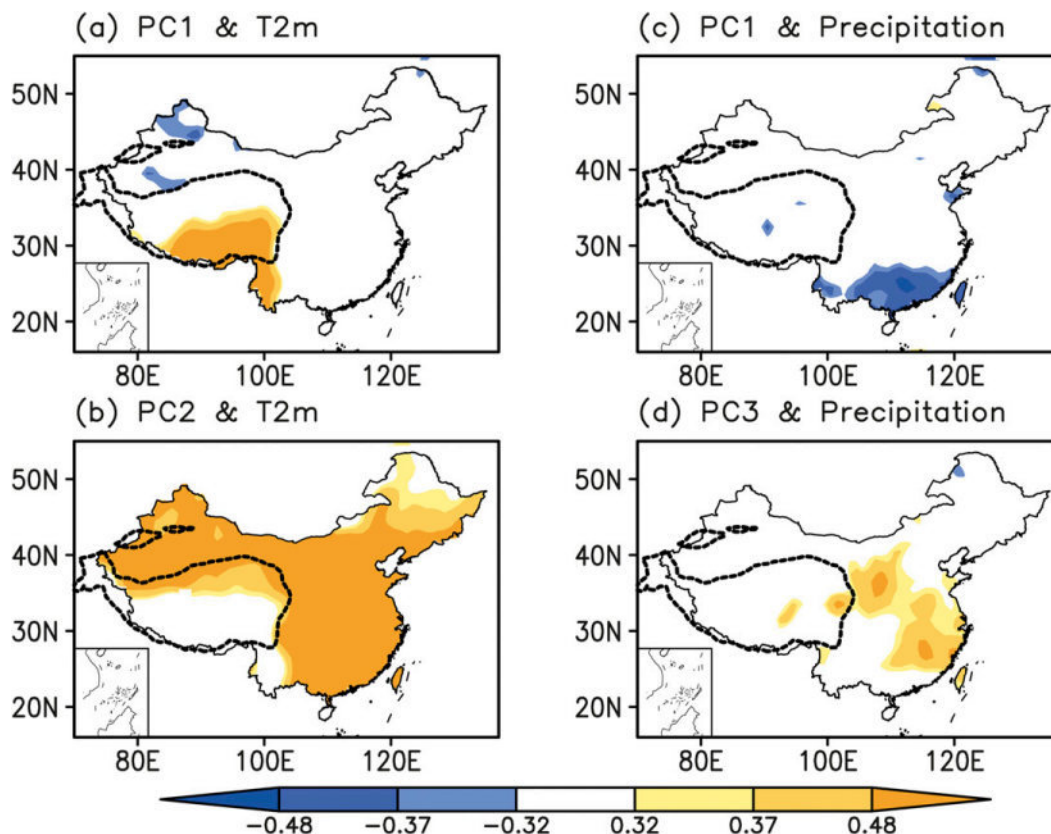 (a) PC1 & T2m
50N
40N
30N
20N
80E 100E 120E
(c) PC1 & Precipitation
50N
40N
30N
20N
80E 100E 120E
(b) PC2 & T2m
50N
40N
30N
20N
80E 100E 120E
(d) PC3 & Precipitation
50N
40N
30N
20N
80E 100E 120E
−0.48 −0.37 −0.32 0.32 0.37 0.48